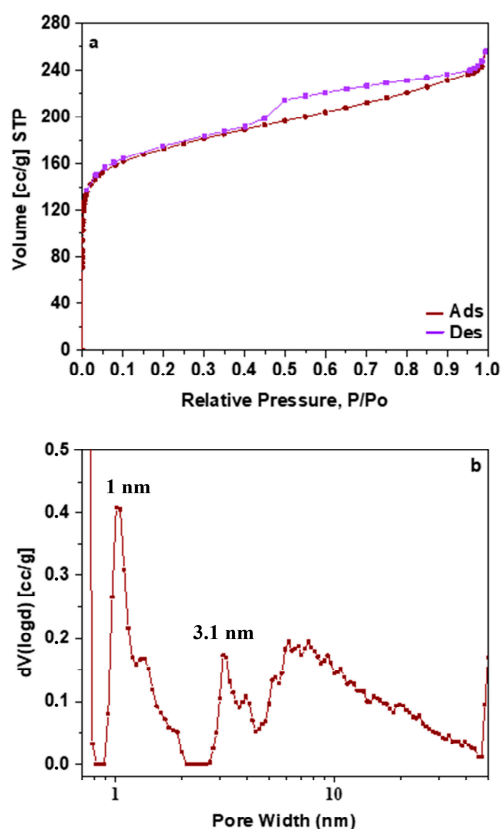 a
280
240
200
160
120
80
40
0
Volume [cc/g] STP
Ads
Des
0.0 0.1 0.2 0.3 0.4 0.5 0.6 0.7 0.8 0.9 1.0
Relative Pressure, P/Po
b
0.5
0.4
0.3
0.2
0.1
0.0
dV(logd) [cc/g]
1 nm
3.1 nm
1 10
Pore Width (nm)